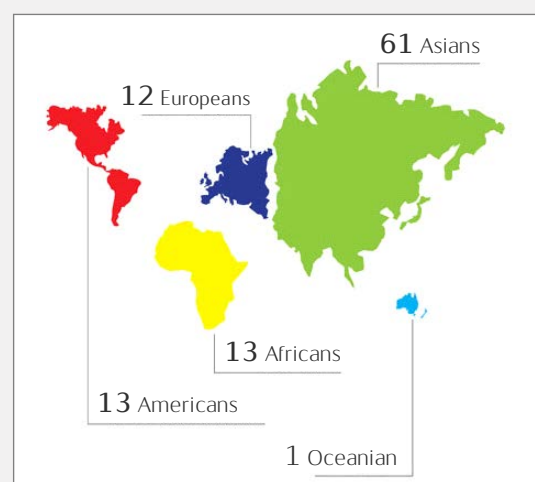 61 Asians
12 Europeans
13 Africans
13 Americans
1 Oceanian